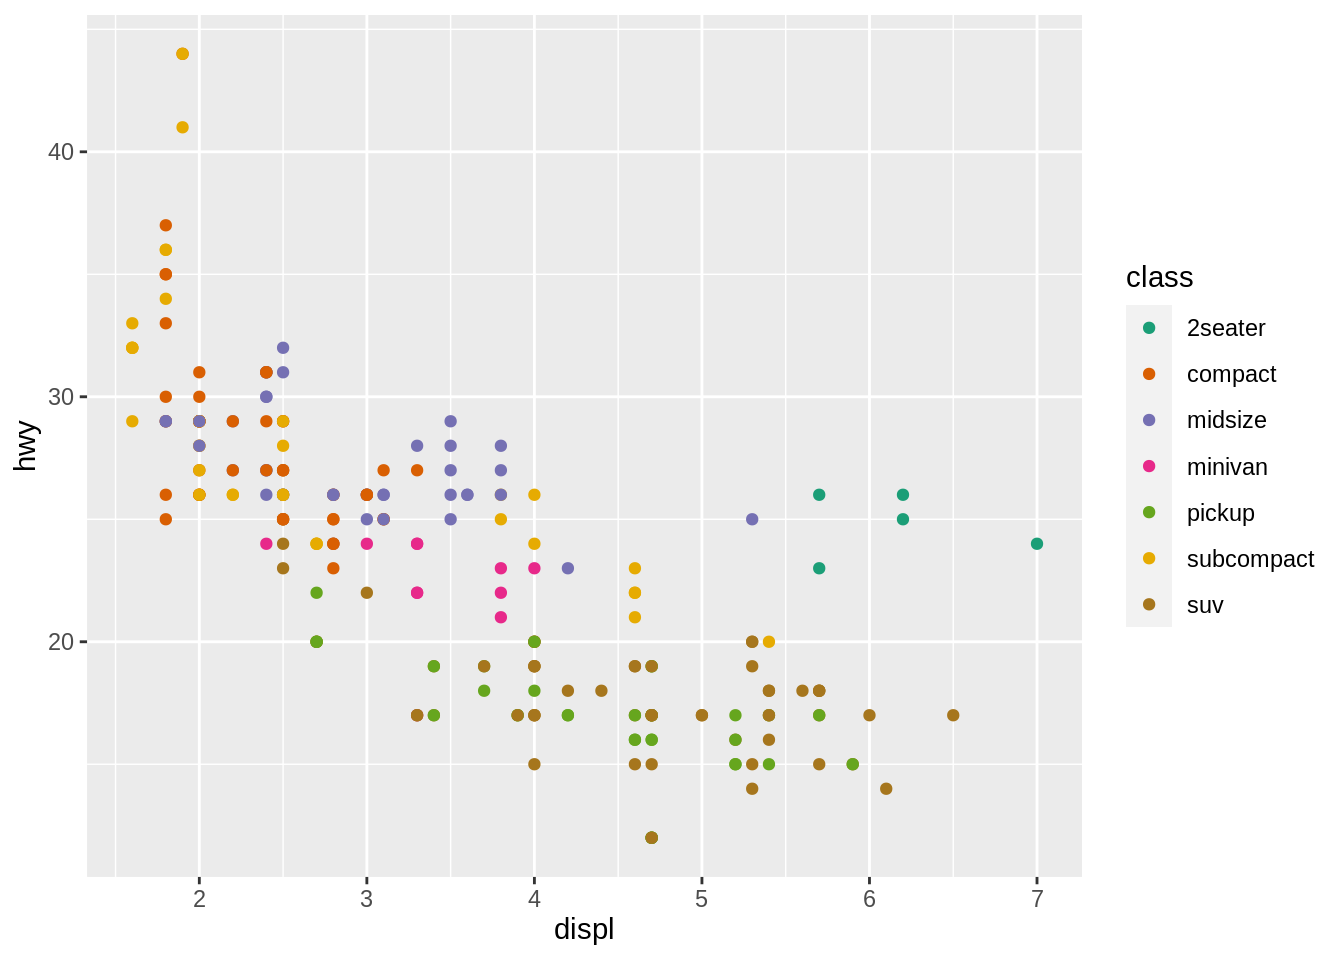 hwy
40
30
20
2 3 4 5 6 7
displ
class
2seater
compact
midsize
minivan
pickup
subcompact
suv